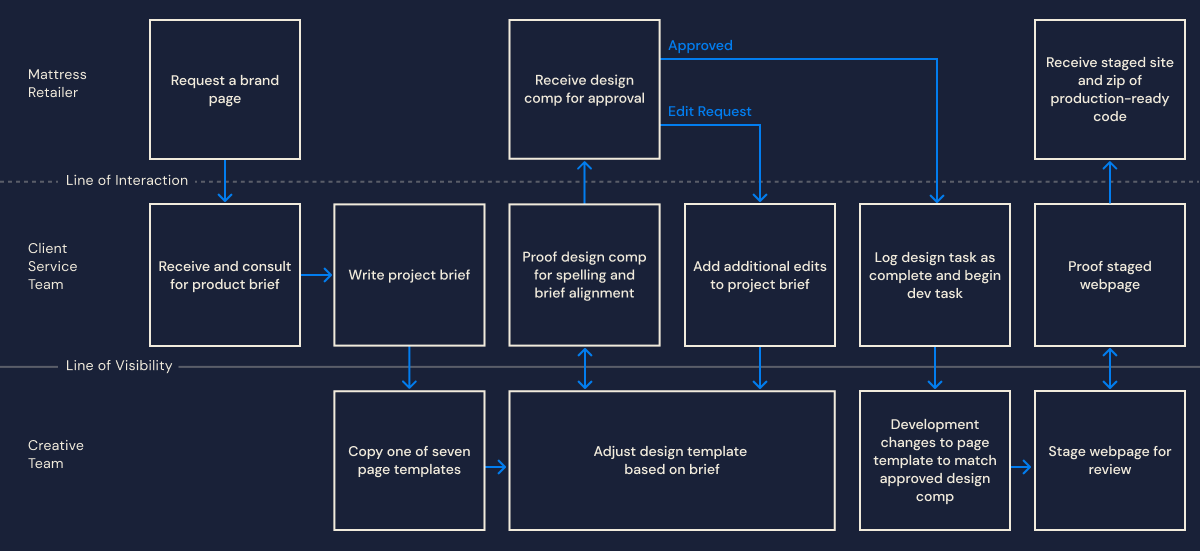 Mattress
Retailer
Request a brand
page
Receive design
comp for approval
Approved
Edit Request
Receive staged site
and zip of
production-ready
code
Line of Interaction
Client
Service
Team
Receive and consult
for product brief
Write project brief
Proof design comp
for spelling and
brief alignment
Add additional edits
to project brief
Log design task as
complete and begin
dev task
Proof staged
webpage
Line of Visibility
Creative
Team
Copy one of seven
page templates
Adjust design template
based on brief
Development
changes to page
template to match
approved design
comp
Stage webpage for
review